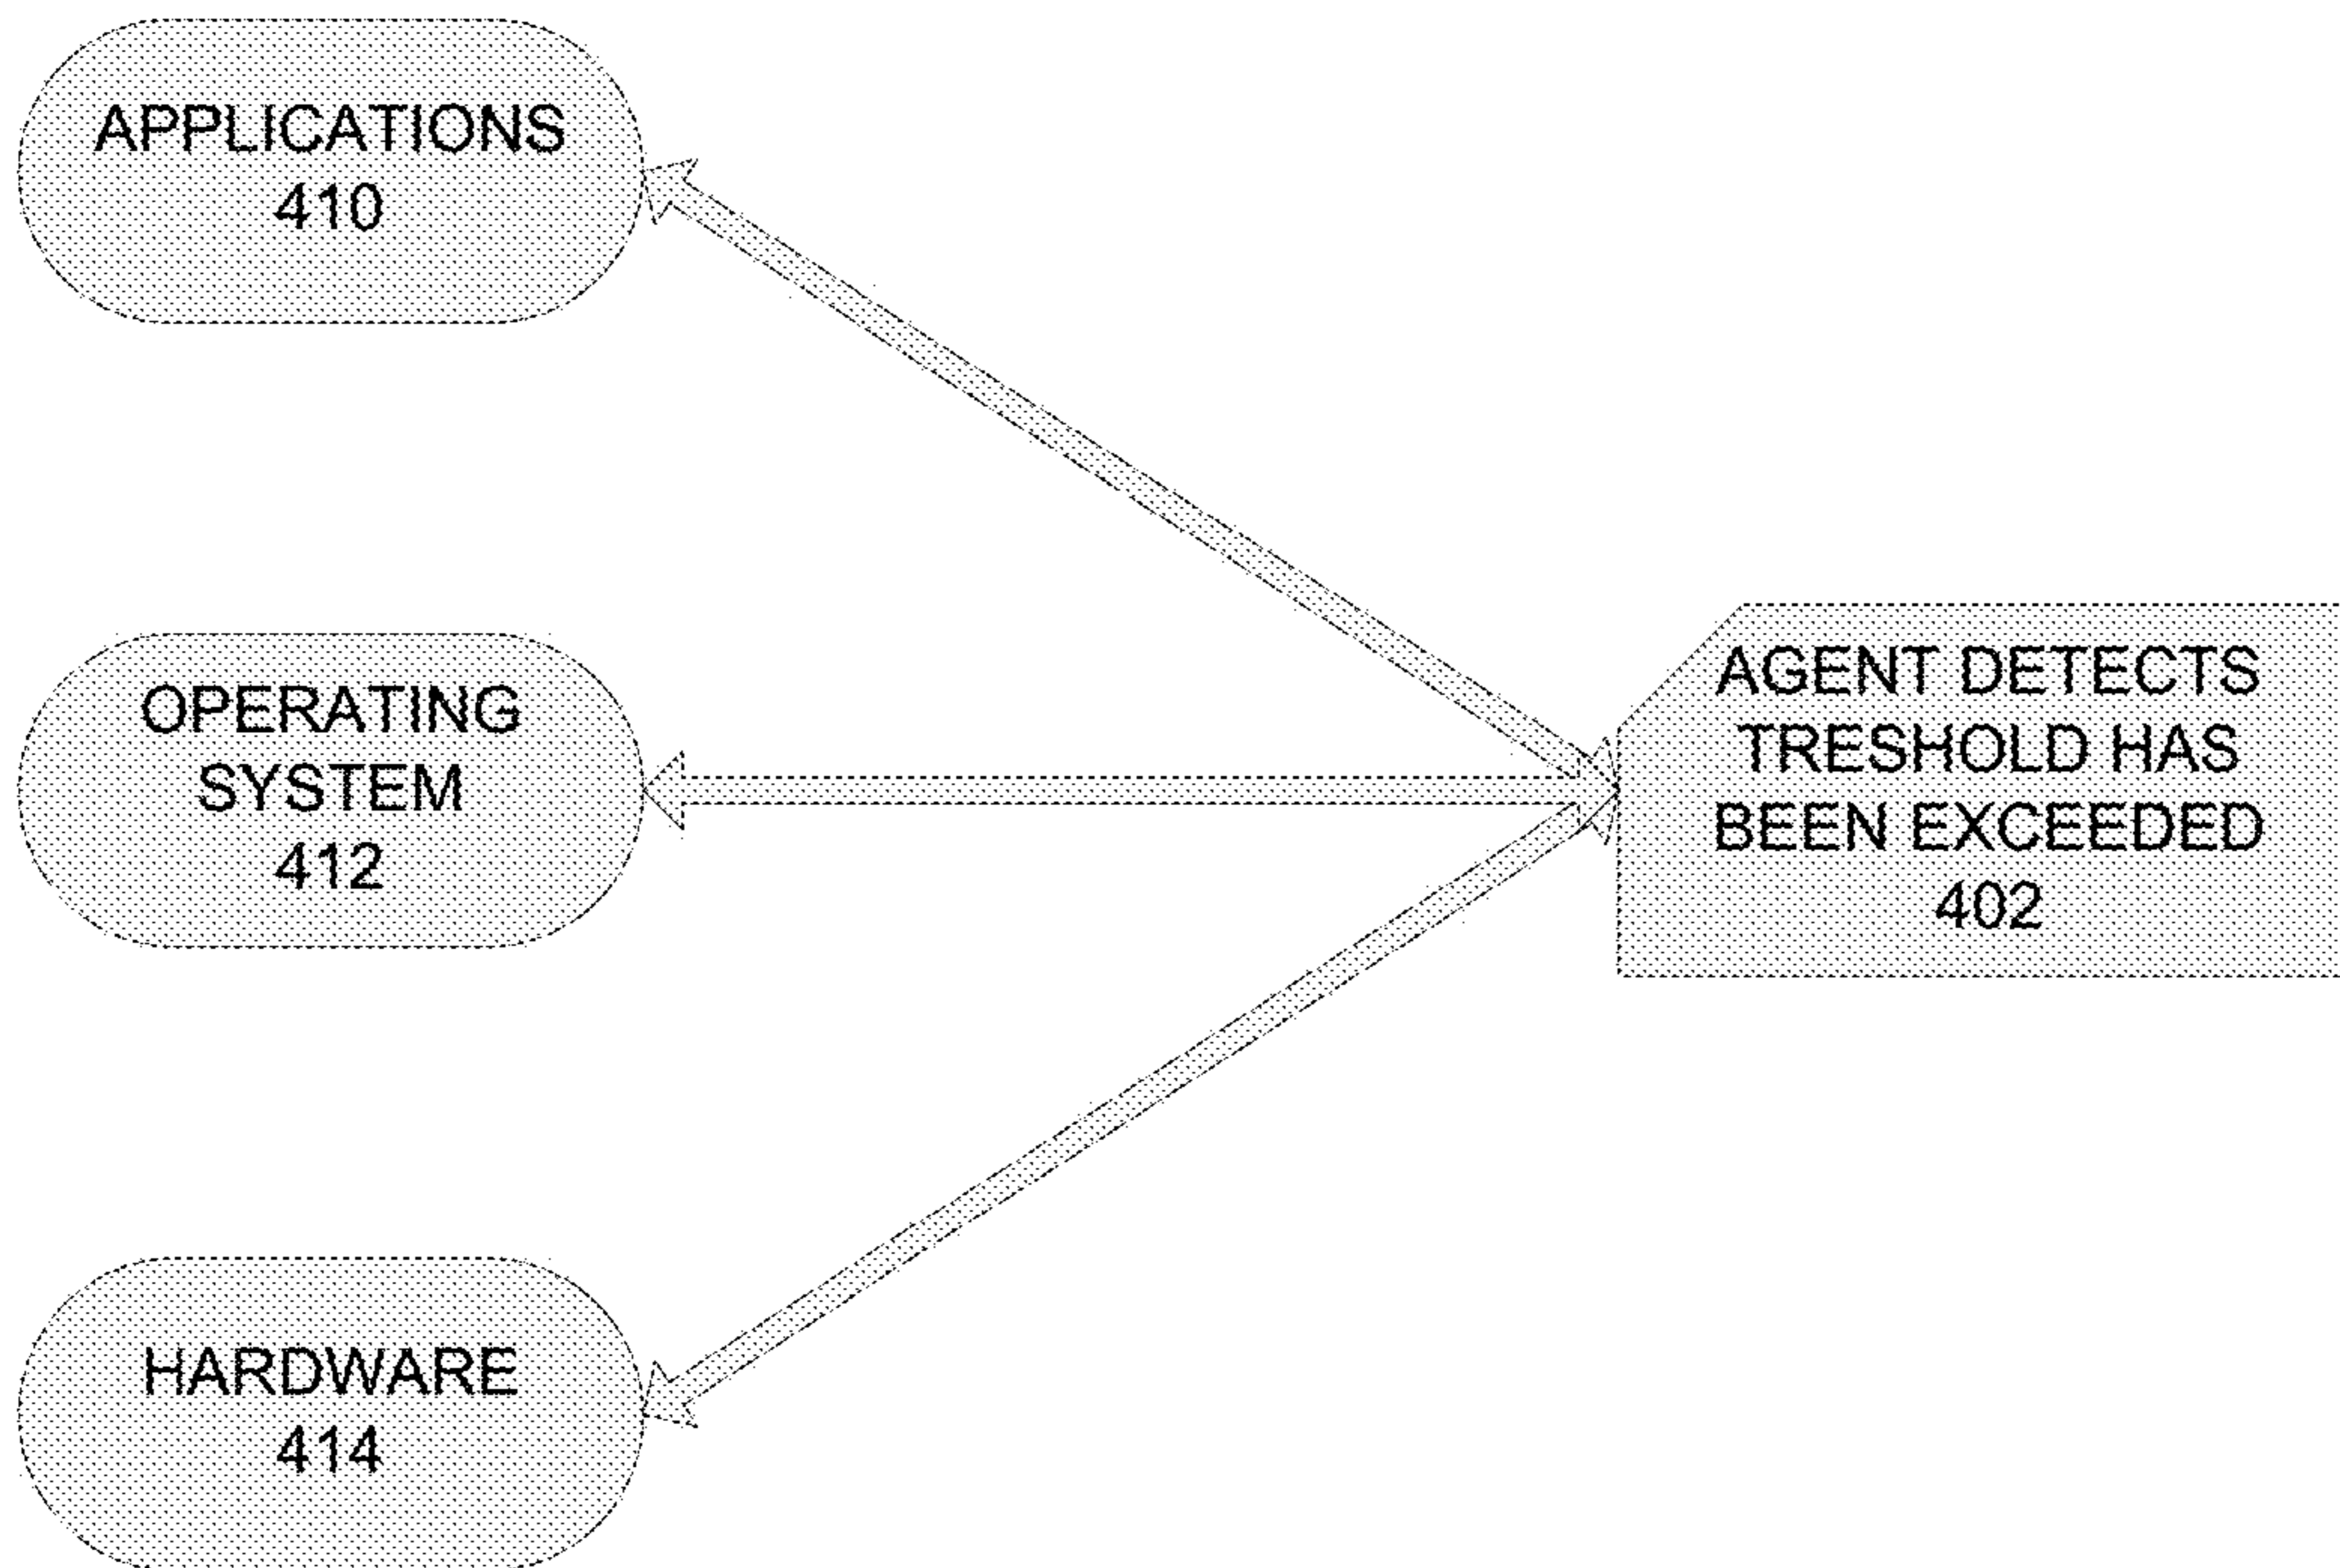 APPLICATIONS
410
OPERATING
SYSTEM
412
AGENT DETECTS
TRESHOLD HAS
BEEN EXCEEDED
402
HARDWARE
414